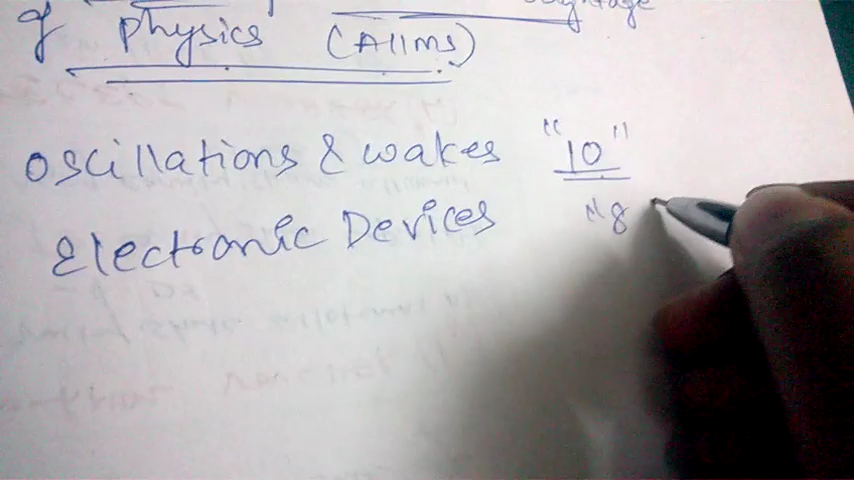 of Physics (AIIMS)
Oscillations & wakes "10"
Electronic Devices "8